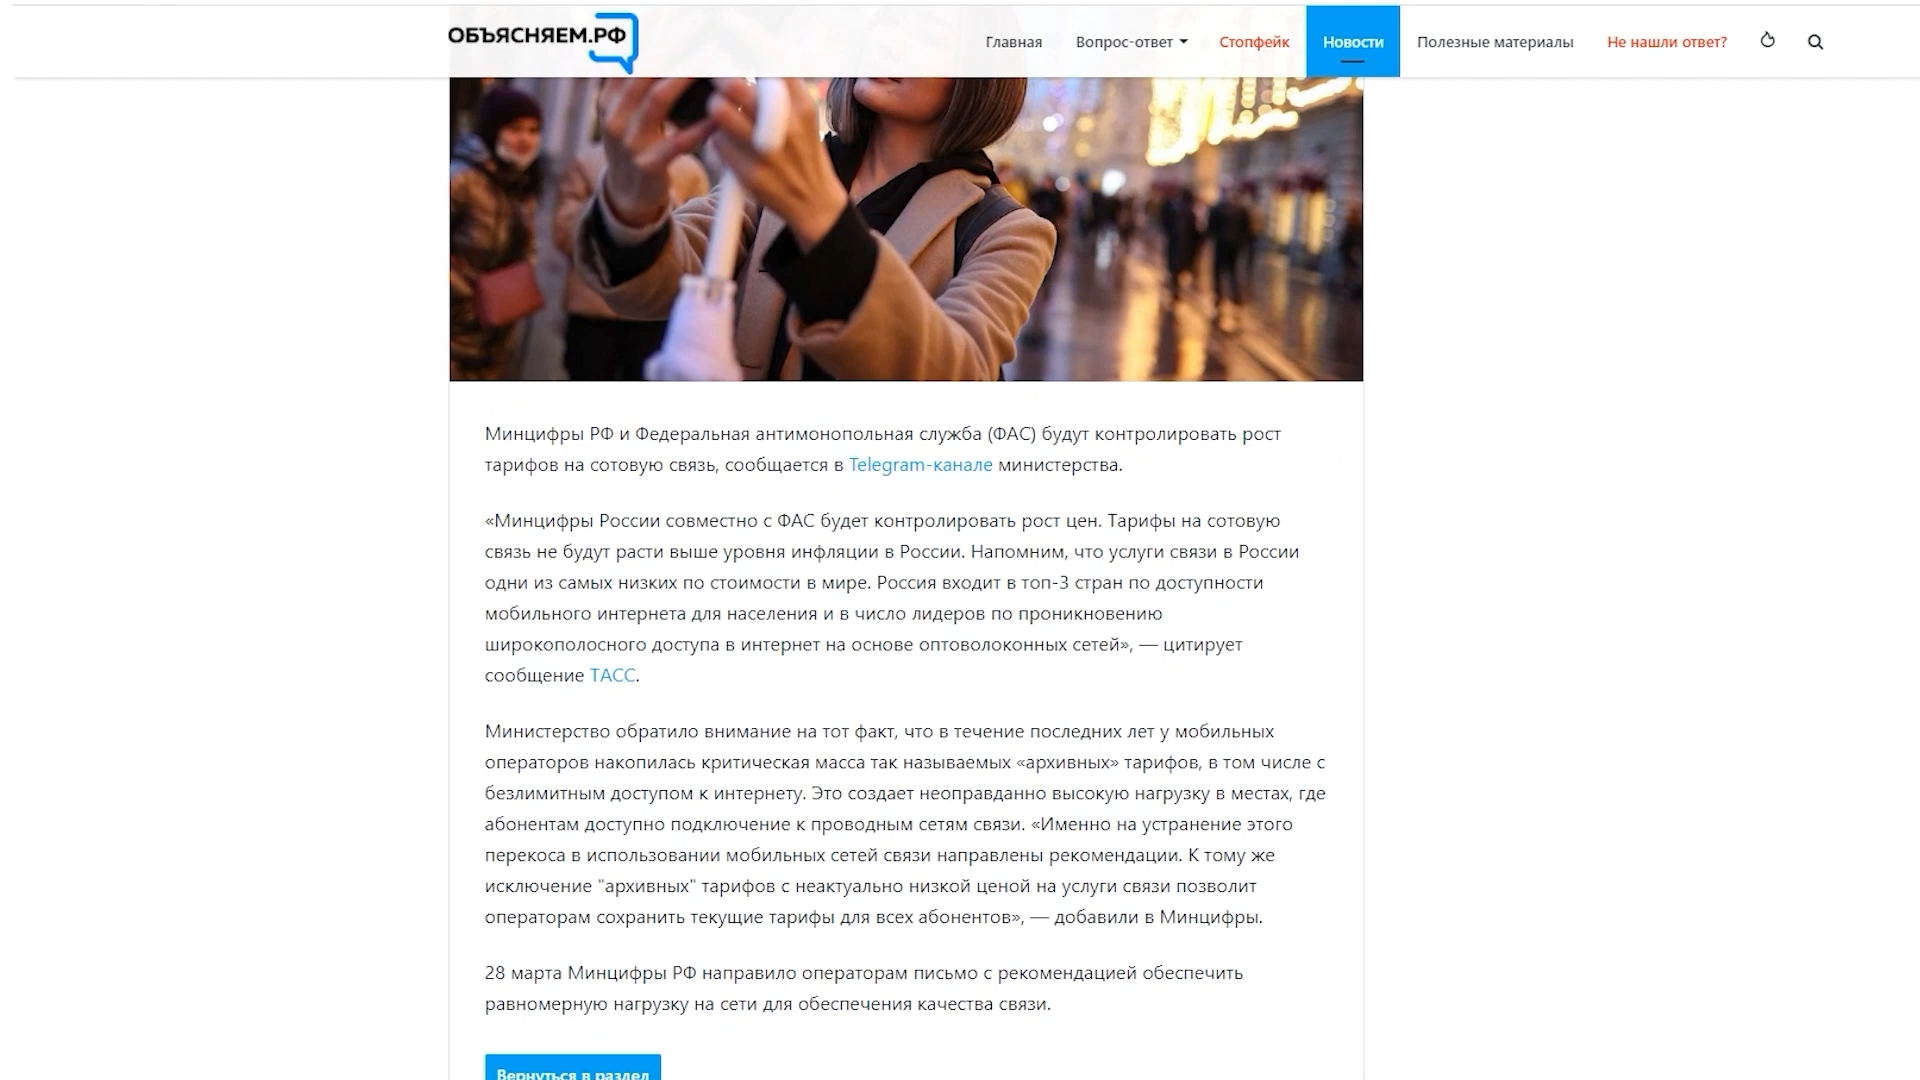 ОБЪЯСНЯЕМ.РФ
Главная Вопрос-ответ Стопфейк Новости Полезные материалы Не нашли ответ?
Минцифры РФ и Федеральная антимонопольная служба (ФАС) будут контролировать рост
тарифов на сотовую связь, сообщается в Telegram-канале министерства.
«Минцифры России совместно с ФАС будет контролировать рост цен. Тарифы на сотовую
связь не будут расти выше уровня инфляции в России. Напомним, что услуги связи в России
одни из самых низких по стоимости в мире. Россия входит в топ-3 стран по доступности
мобильного интернета для населения и в число лидеров по проникновению
широкополосного доступа в интернет на основе оптоволоконных сетей», — цитирует
сообщение ТАСС.
Министерство обратило внимание на тот факт, что в течение последних лет у мобильных
операторов накопилась критическая масса так называемых «архивных» тарифов, в том числе с
безлимитным доступом к интернету. Это создает неоправданно высокую нагрузку в местах, где
абонентам доступно подключение к проводным сетям связи. «Именно на устранение этого
перекоса в использовании мобильных сетей связи направлены рекомендации. К тому же
исключение "архивных" тарифов с неактуально низкой ценой на услуги связи позволит
операторам сохранить текущие тарифы для всех абонентов», — добавили в Минцифры.
28 марта Минцифры РФ направило операторам письмо с рекомендацией обеспечить
равномерную нагрузку на сети для обеспечения качества связи.
Вернуться в раздел